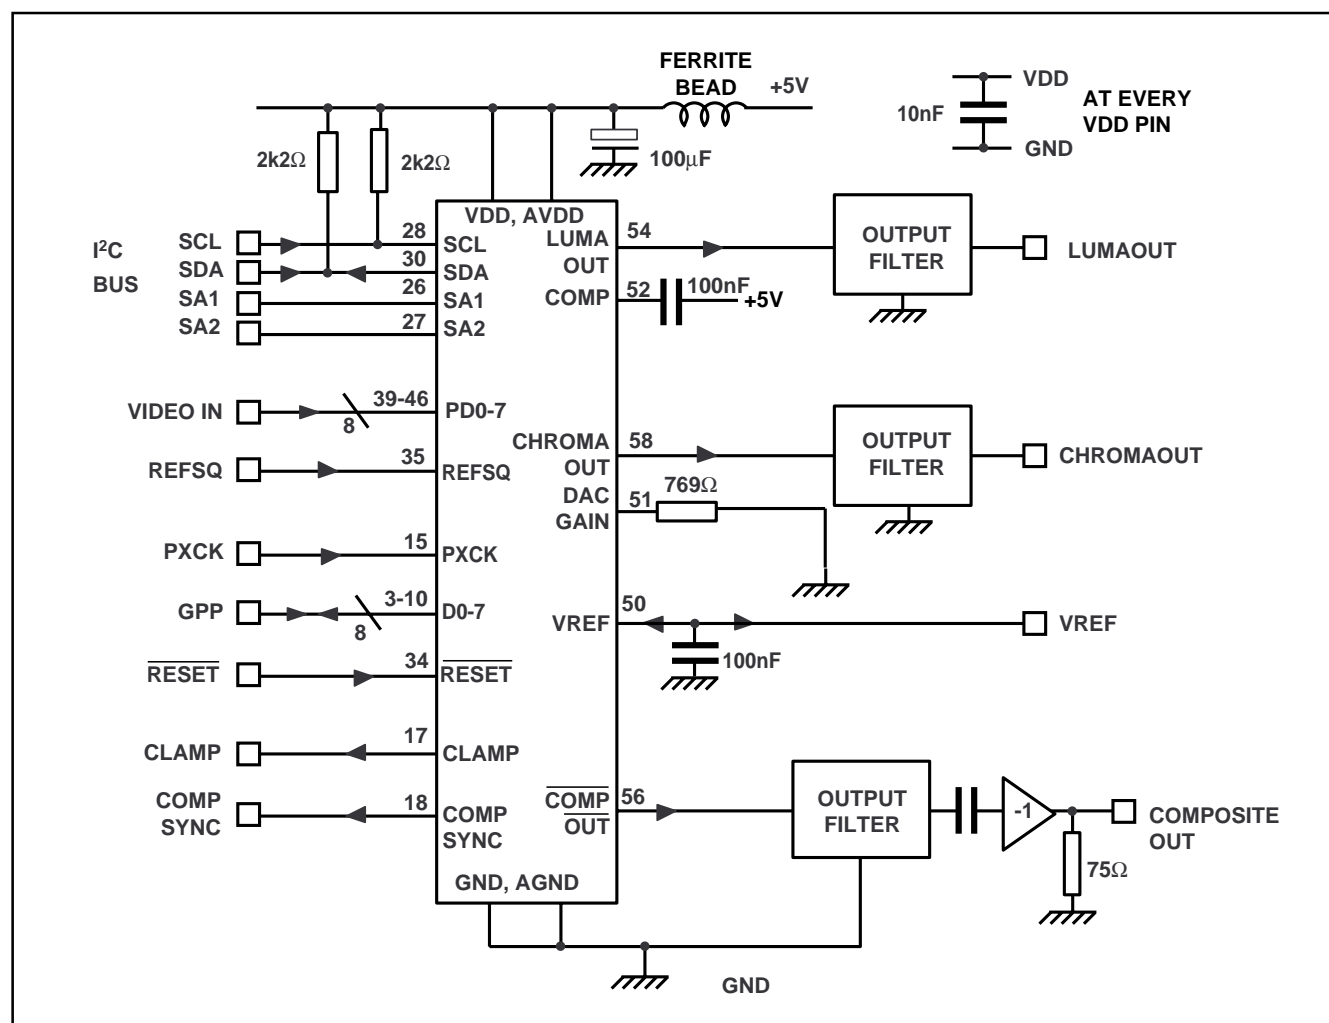 FERRITE
BEAD
+5V
VDD
10nF
AT EVERY
VDD PIN
GND
2k2Ω
2k2Ω
100μF
VDD, AVDD
I²C
BUS
SCL
28
SCL
SDA
30
SDA
SA1
26
SA1
SA2
27
SA2
LUMA
OUT
54
OUTPUT
FILTER
LUMAOUT
COMP
52
100nF
+5V
VIDEO IN
8
39-46
PD0-7
REFSQ
35
REFSQ
CHROMA
OUT
58
OUTPUT
FILTER
CHROMAOUT
DAC
GAIN
51
769Ω
PXCK
15
PXCK
GPP
8
3-10
D0-7
VREF
50
VREF
100nF
RESET
34
RESET
CLAMP
17
CLAMP
COMP
SYNC
18
COMP
SYNC
COMP
OUT
56
OUTPUT
FILTER
-1
COMPOSITE
OUT
75Ω
GND, AGND
GND